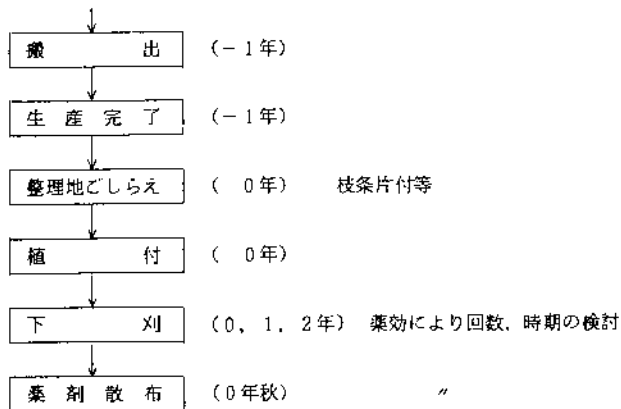 搬出 (−1年)
生産完了 (−1年)
整理地ごしらえ ( 0年) 枝条片付等
植付 ( 0年)
下刈 (0, 1, 2年) 薬効により回数、時期の検討
薬剤散布 (0年秋) 〃